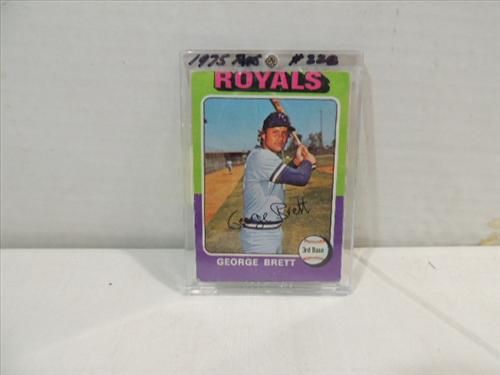 1975 Topps #228
ROYALS
George Brett
3rd Base
GEORGE BRETT